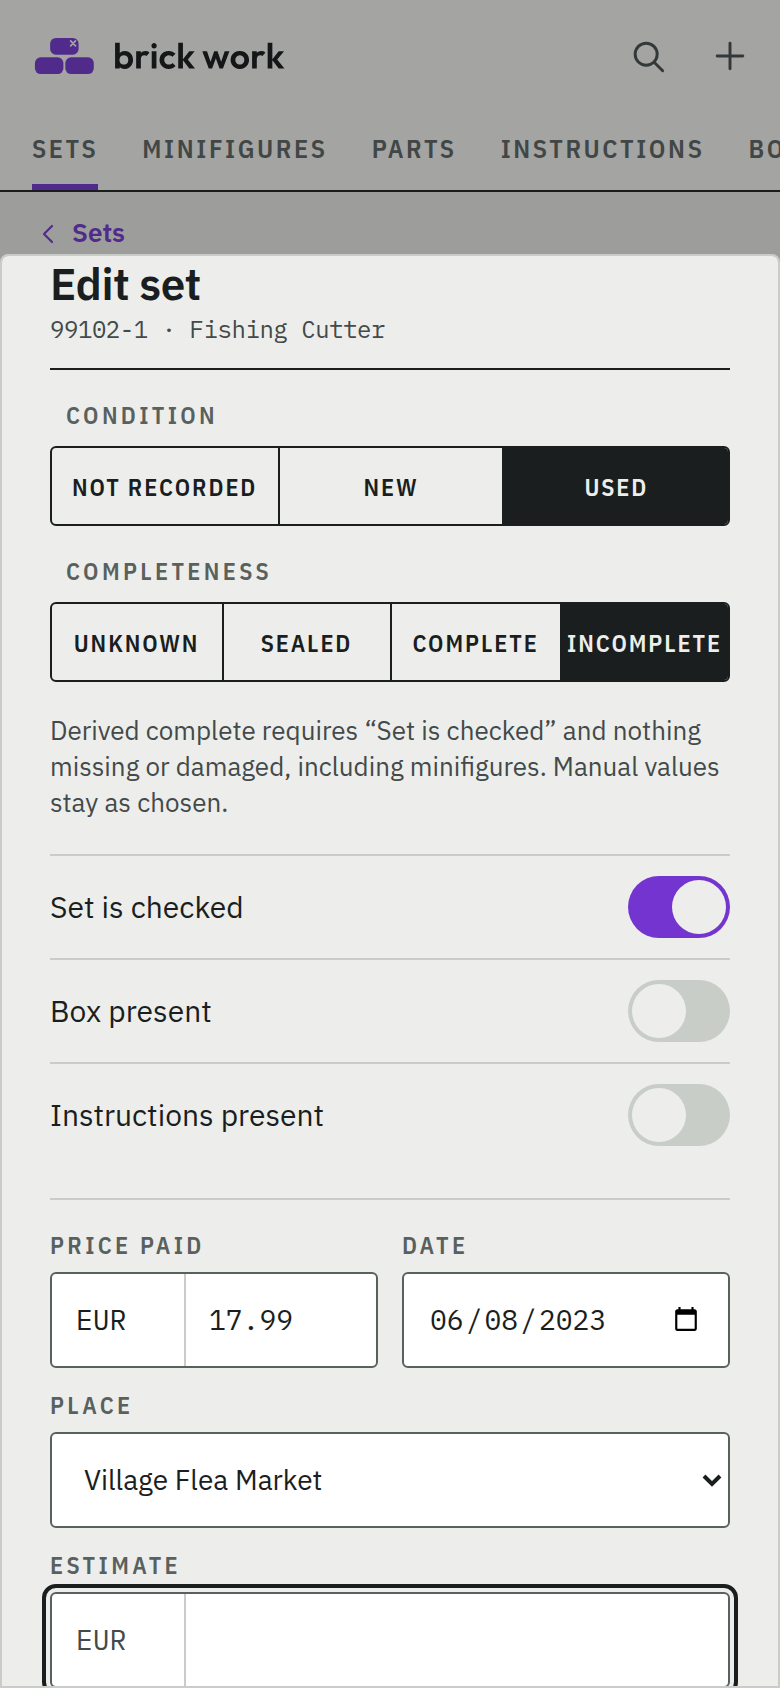 brick work
SETS MINIFIGURES PARTS INSTRUCTIONS
Sets
Edit set
99102-1 · Fishing Cutter
CONDITION
NOT RECORDED NEW USED
COMPLETENESS
UNKNOWN SEALED COMPLETE INCOMPLETE
Derived complete requires “Set is checked” and nothing
missing or damaged, including minifigures. Manual values
stay as chosen.
Set is checked
Box present
Instructions present
PRICE PAID DATE
EUR 17.99 06/08/2023
PLACE
Village Flea Market
ESTIMATE
EUR